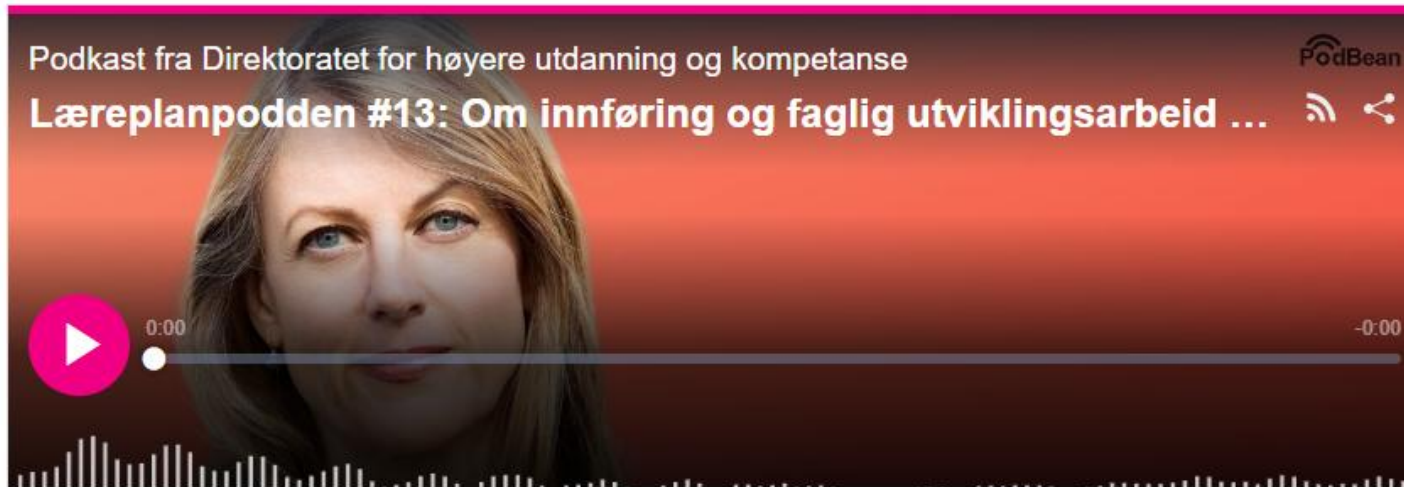 Podkast fra Direktoratet for høyere utdanning og kompetanse
PodBean
Læreplanpodden #13: Om innføring og faglig utviklingsarbeid ...
0:00
-0:00